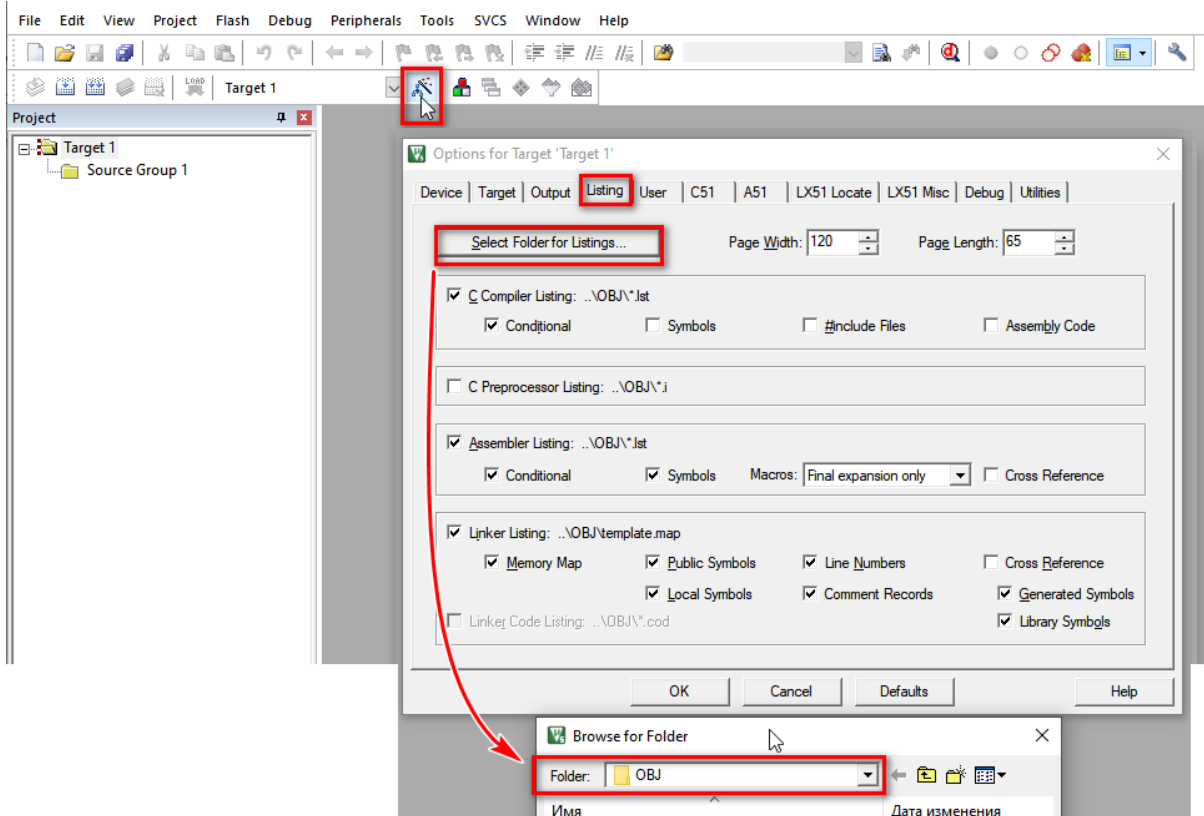 File Edit View Project Flash Debug Peripherals Tools SVCS Window Help
LOAD Target 1
Project
Target 1
Source Group 1
Options for Target 'Target 1'
Device Target Output Listing User C51 A51 LX51 Locate LX51 Misc Debug Utilities
Select Folder for Listings... Page Width: 120 Page Length: 65
C Compiler Listing: ..\OBJ\*.lst
Conditional Symbols #include Files Assembly Code
C Preprocessor Listing: ..\OBJ\*.i
Assembler Listing: ..\OBJ\*.lst
Conditional Symbols Macros: Final expansion only Cross Reference
Linker Listing: ..\OBJ\template.map
Memory Map Public Symbols Line Numbers Cross Reference
Local Symbols Comment Records Generated Symbols
Linker Code Listing: ..\OBJ\*.cod Library Symbols
OK Cancel Defaults Help
Browse for Folder
Folder: OBJ
Имя Дата изменения